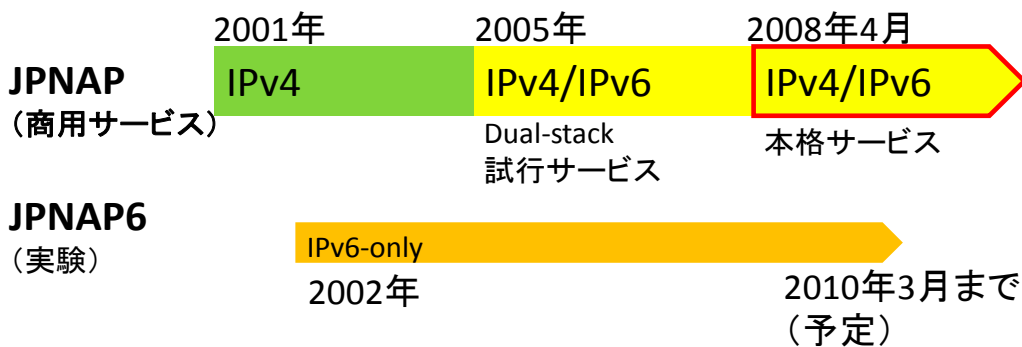 2001年
2005年
2008年4月
JPNAP
（商用サービス）
IPv4
IPv4/IPv6
IPv4/IPv6
Dual-stack
試行サービス
本格サービス
JPNAP6
（実験）
IPv6-only
2002年
2010年3月まで
（予定）